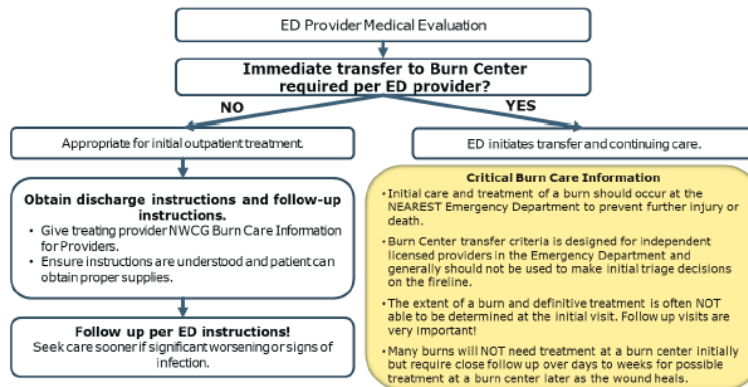 ED Provider Medical Evaluation
Immediate transfer to Burn Center
required per ED provider?
NO
YES
Appropriate for initial outpatient treatment.
ED initiates transfer and continuing care.
Obtain discharge instructions and follow-up
instructions.
• Give treating provider NWCG Burn Care Information
for Providers.
• Ensure instructions are understood and patient can
obtain proper supplies.
Follow up per ED instructions!
Seek care sooner if significant worsening or signs of
infection.
Critical Burn Care Information
• Initial care and treatment of a burn should occur at the
NEAREST Emergency Department to prevent further injury or
death.
• Burn Center transfer criteria is designed for independent
licensed providers in the Emergency Department and
generally should not be used to make initial triage decisions
on the fireline.
• The extent of a burn and definitive treatment is often NOT
able to be determined at the initial visit. Follow up visits are
very important!
• Many burns will NOT need treatment at a burn center initially
but require close follow up over days to weeks for possible
treatment at a burn center later as the wound heals.